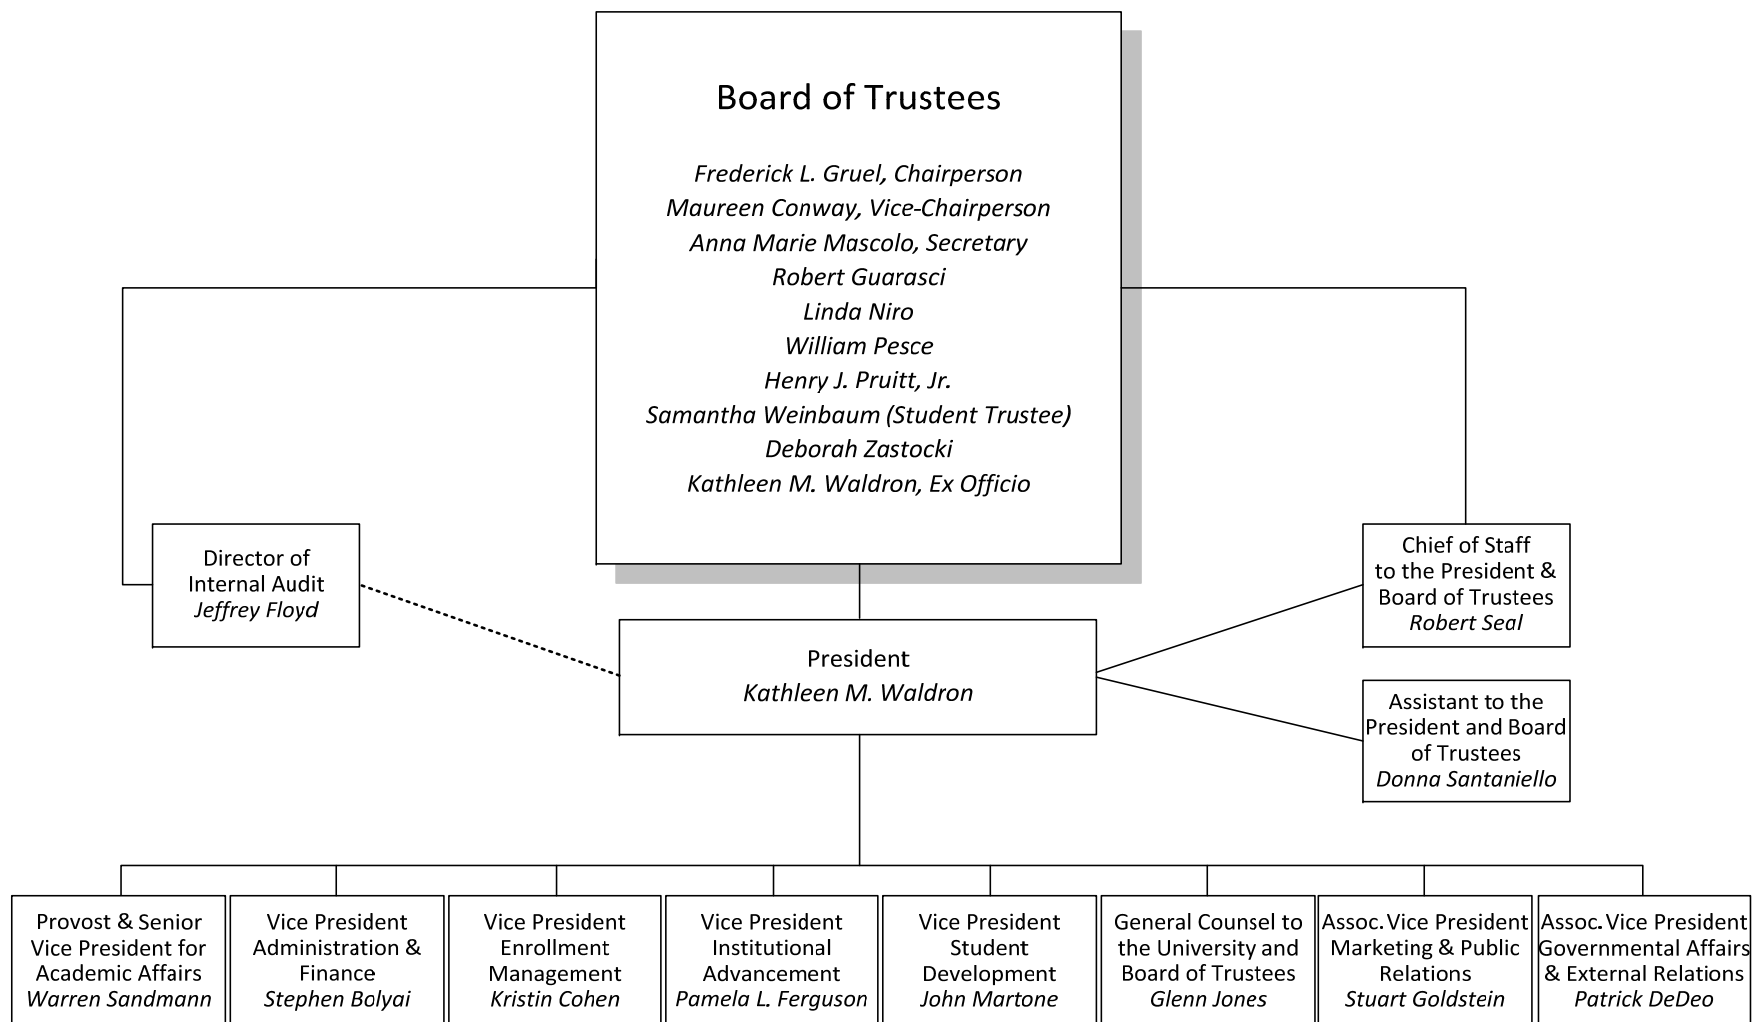 Board of Trustees
Frederick L. Gruel, Chairperson
Maureen Conway, Vice-Chairperson
Anna Marie Mascolo, Secretary
Robert Guarasci
Linda Niro
William Pesce
Henry J. Pruitt, Jr.
Samantha Weinbaum (Student Trustee)
Deborah Zastocki
Kathleen M. Waldron, Ex Officio
Director of
Internal Audit
Jeffrey Floyd
Chief of Staff
to the President &
Board of Trustees
Robert Seal
President
Kathleen M. Waldron
Assistant to the
President and Board
of Trustees
Donna Santaniello
Provost & Senior
Vice President for
Academic Affairs
Warren Sandmann
Vice President
Administration &
Finance
Stephen Bolyai
Vice President
Enrollment
Management
Kristin Cohen
Vice President
Institutional
Advancement
Pamela L. Ferguson
Vice President
Student
Development
John Martone
General Counsel to
the University and
Board of Trustees
Glenn Jones
Assoc. Vice President
Marketing & Public
Relations
Stuart Goldstein
Assoc. Vice President
Governmental Affairs
& External Relations
Patrick DeDeo